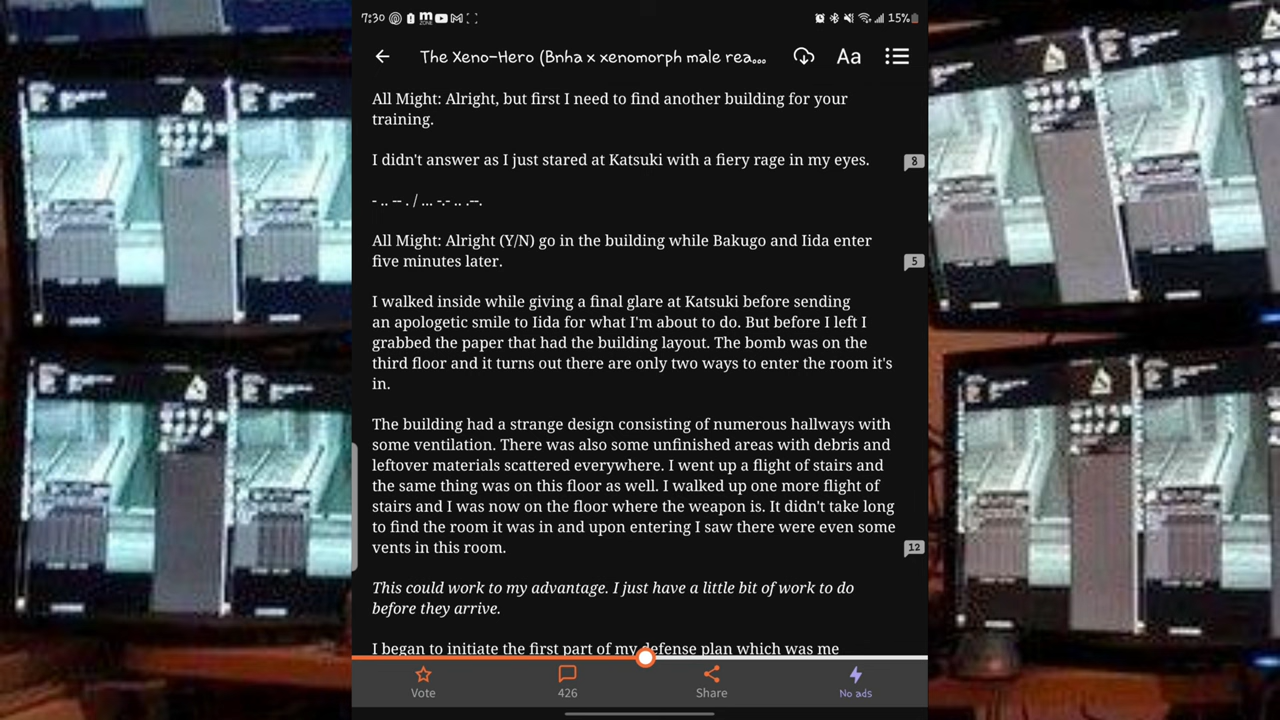 7:30
15%
The Xeno-Hero (Bnha x xenomorph male rea...
Aa
All Might: Alright, but first I need to find another building for your
training.
I didn't answer as I just stared at Katsuki with a fiery rage in my eyes.
8
- .. -- . / ... -.- .. .--.
All Might: Alright (Y/N) go in the building while Bakugo and Iida enter
five minutes later.
5
I walked inside while giving a final glare at Katsuki before sending
an apologetic smile to Iida for what I'm about to do. But before I left I
grabbed the paper that had the building layout. The bomb was on the
third floor and it turns out there are only two ways to enter the room it's
in.
The building had a strange design consisting of numerous hallways with
some ventilation. There was also some unfinished areas with debris and
leftover materials scattered everywhere. I went up a flight of stairs and
the same thing was on this floor as well. I walked up one more flight of
stairs and I was now on the floor where the weapon is. It didn't take long
to find the room it was in and upon entering I saw there were even some
vents in this room.
12
This could work to my advantage. I just have a little bit of work to do
before they arrive.
I began to initiate the first part of my defense plan which was me
Vote
426
Share
No ads